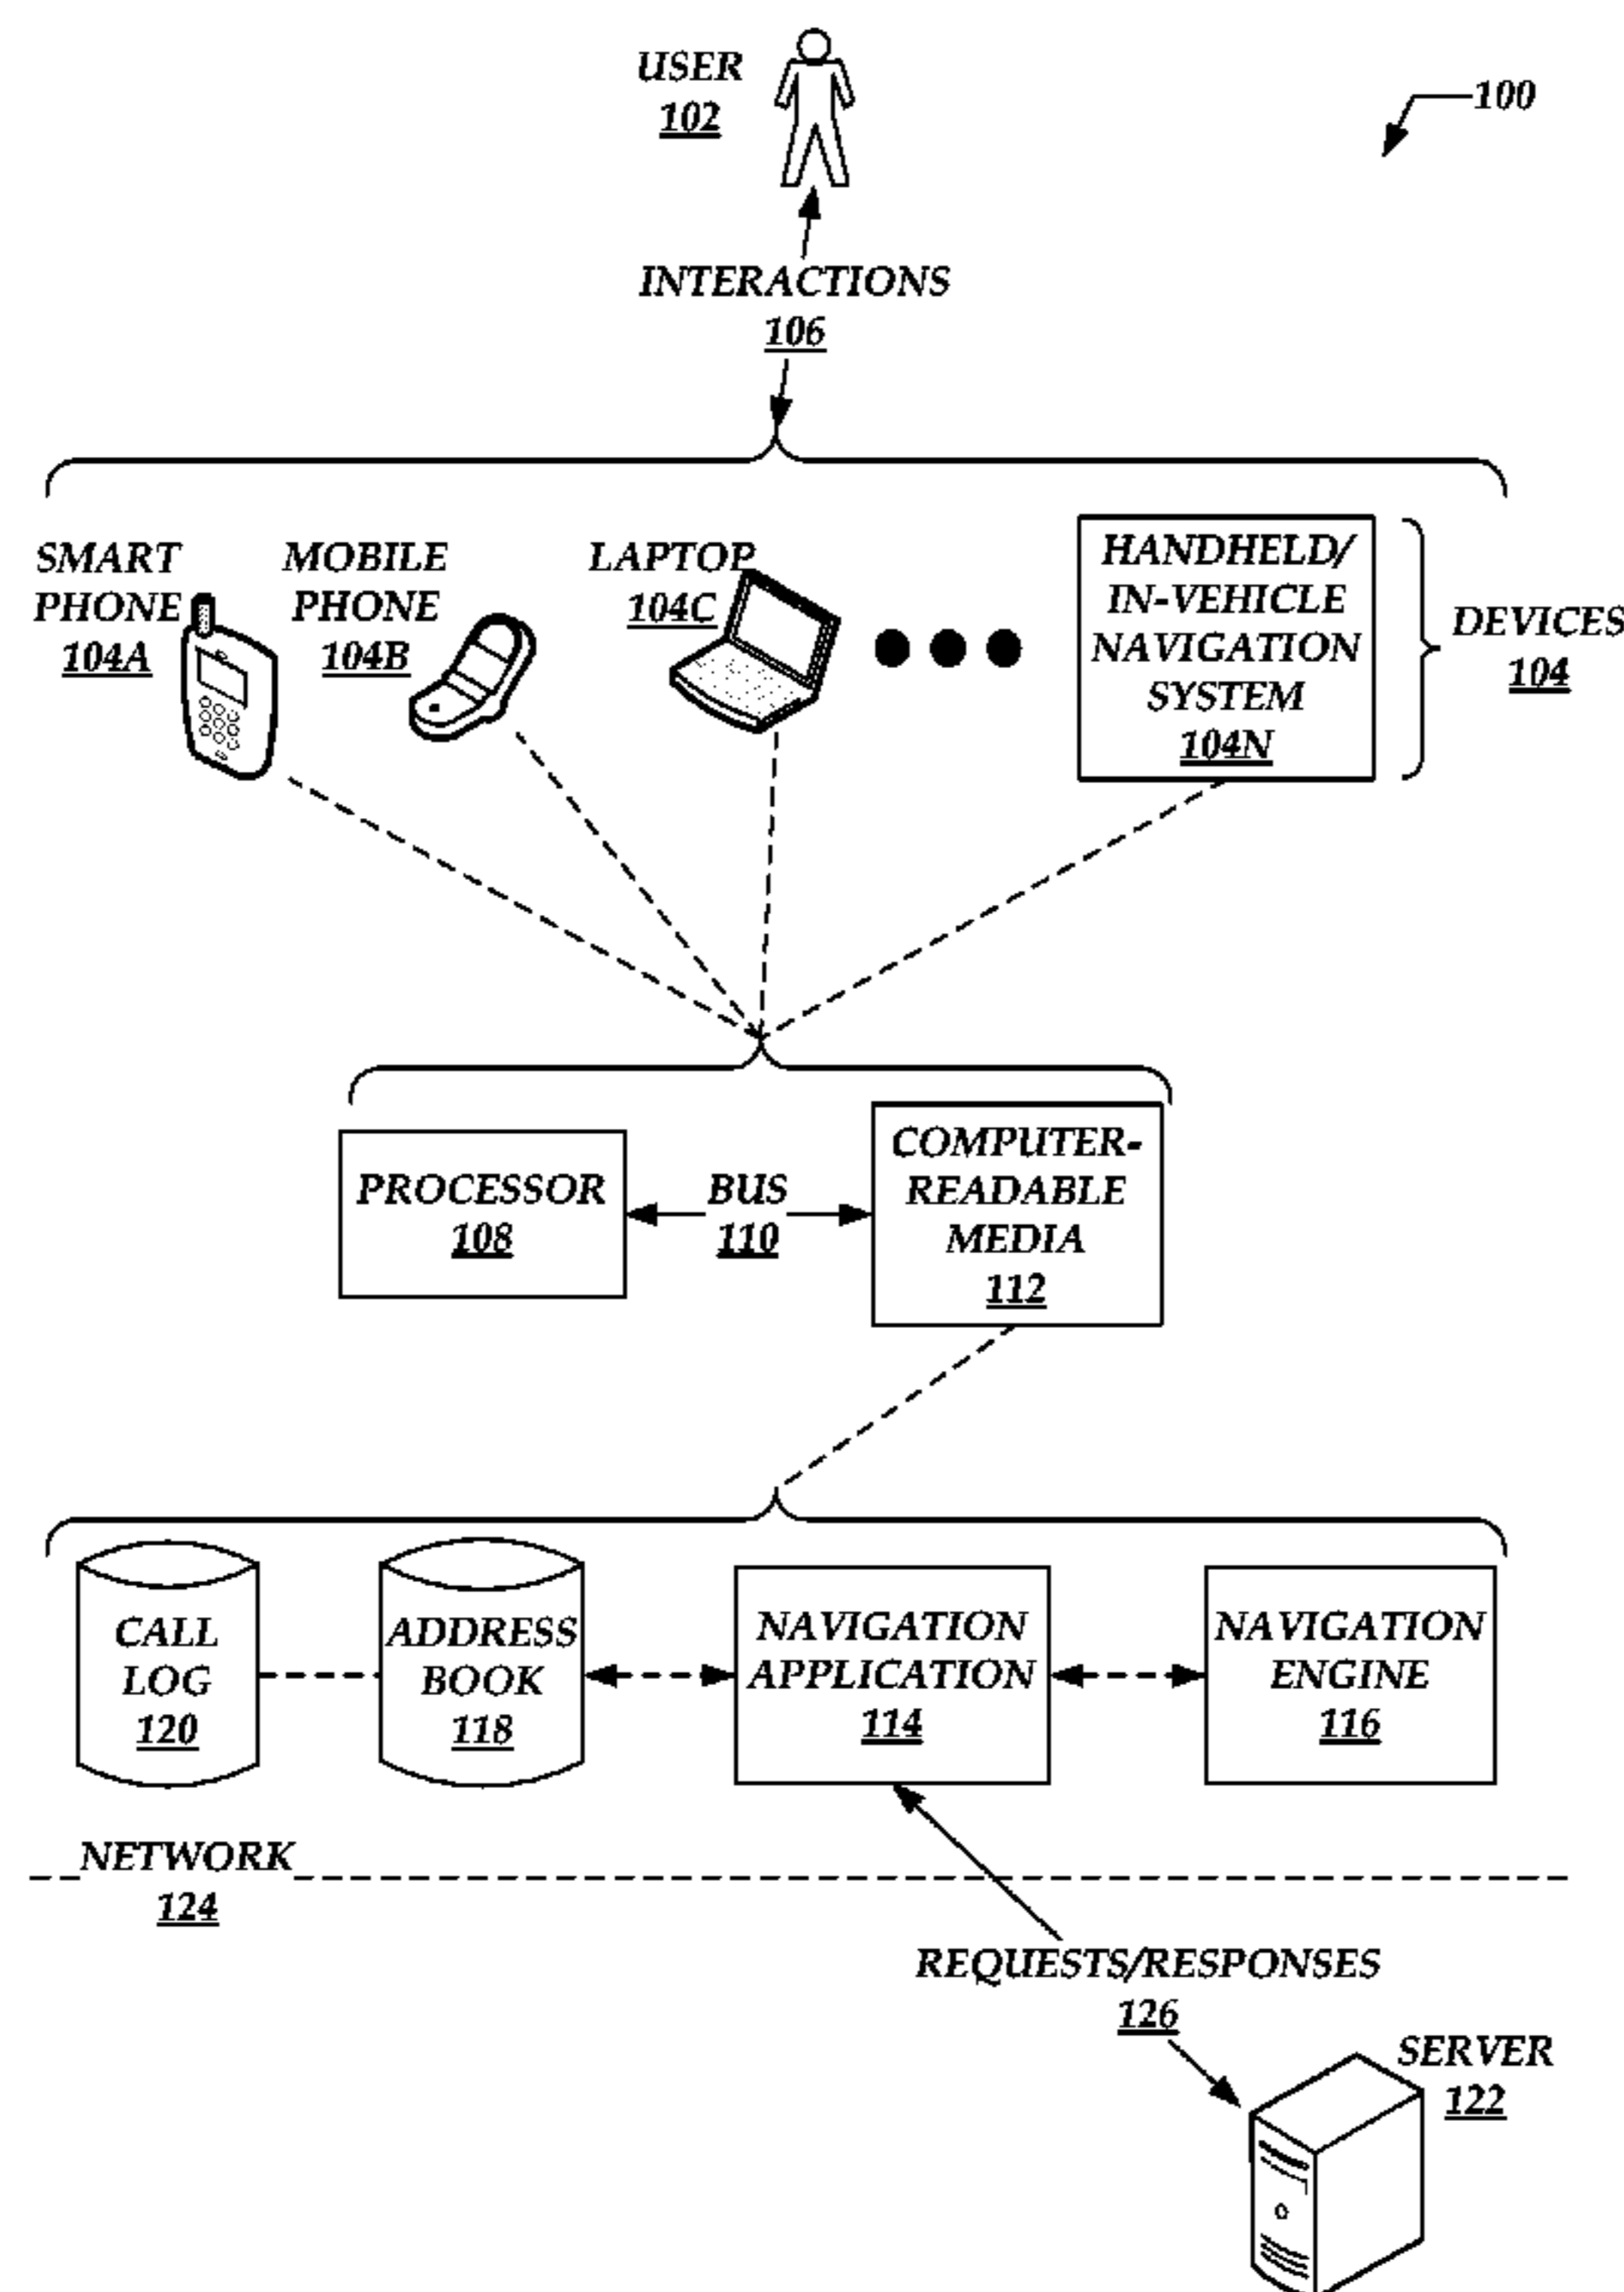 USER
102
100
INTERACTIONS
106
SMART
PHONE
104A
MOBILE
PHONE
104B
LAPTOP
104C
HANDHELD/
IN-VEHICLE
NAVIGATION
SYSTEM
104N
DEVICES
104
PROCESSOR
108
BUS
110
COMPUTER-
READABLE
MEDIA
112
CALL
LOG
120
ADDRESS
BOOK
118
NAVIGATION
APPLICATION
114
NAVIGATION
ENGINE
116
NETWORK
124
REQUESTS/RESPONSES
126
SERVER
122